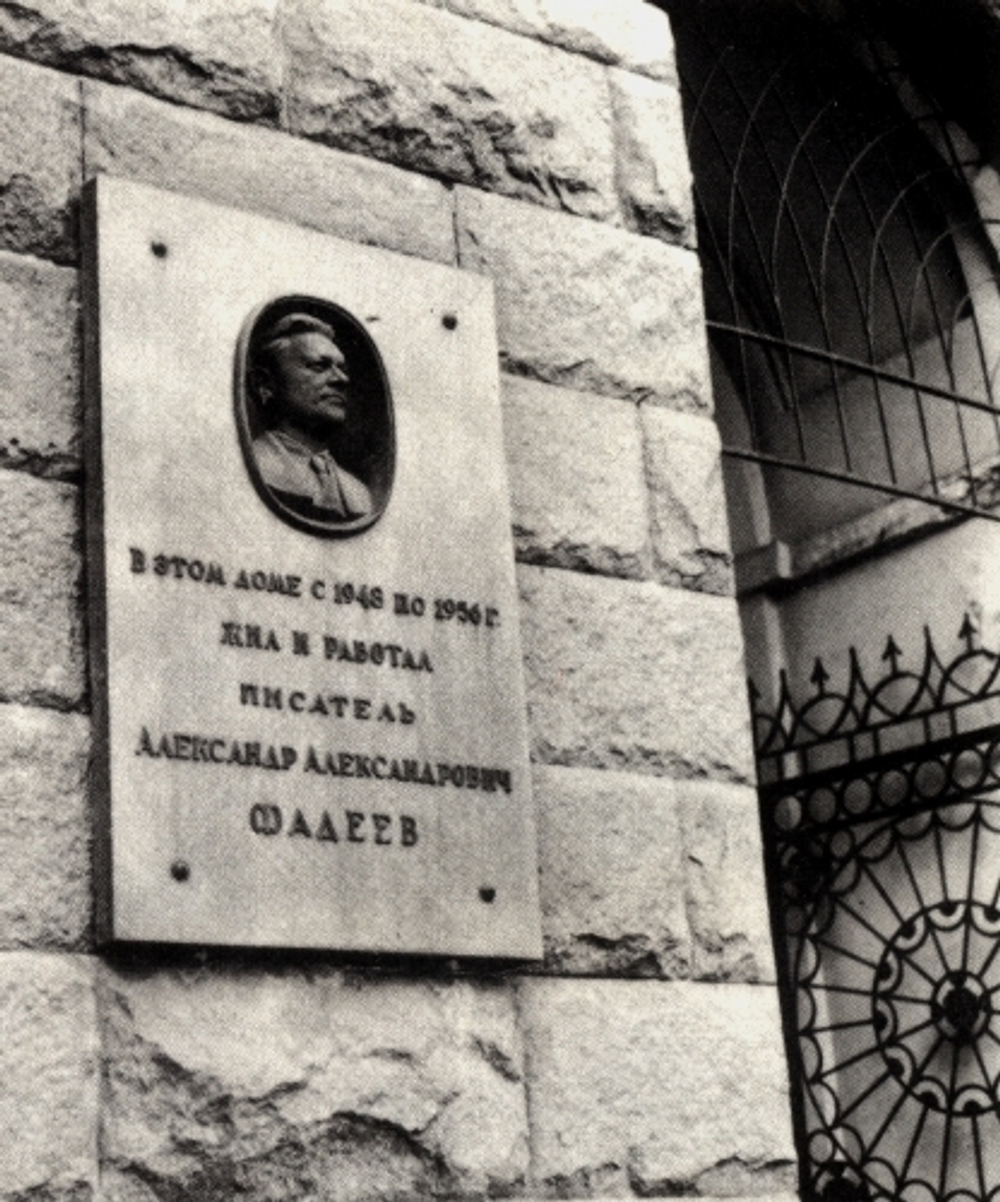 В ЭТОМ ДОМЕ С 1948 ПО 1956 Г.
ЖИЛ И РАБОТАЛ
ПИСАТЕЛЬ
АЛЕКСАНДР АЛЕКСАНДРОВИЧ
ФАДЕЕВ